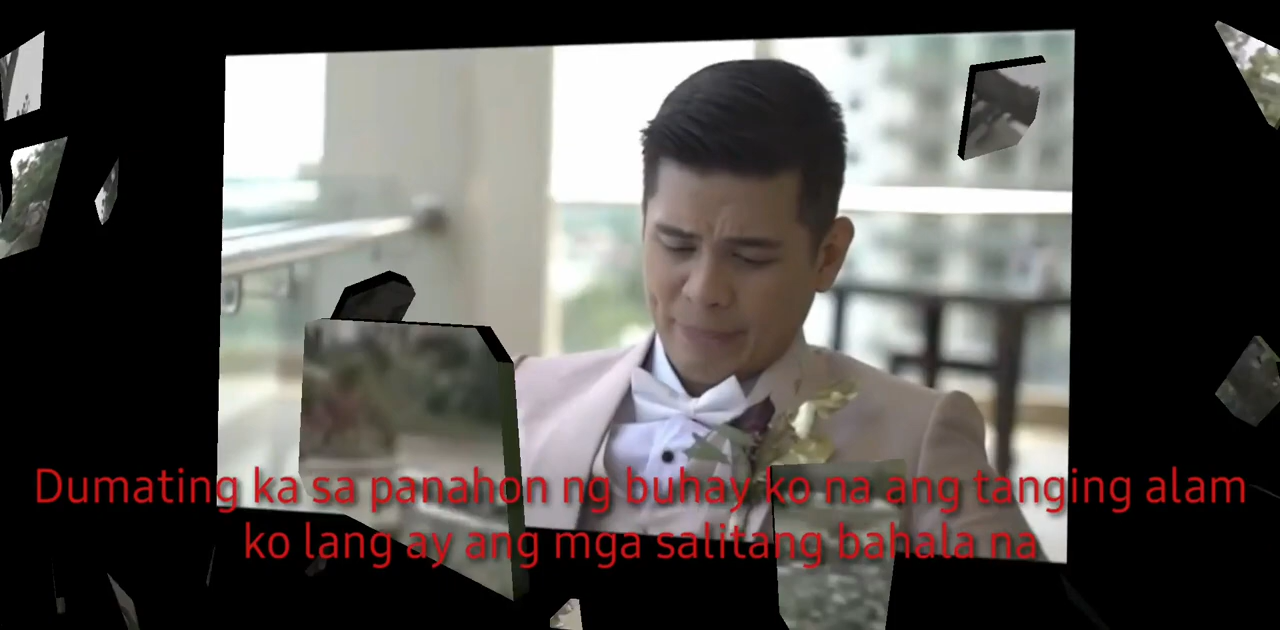 Dumating ka sa panahon ng buhay ko na ang tanging alam
ko lang ay ang mga salitang bahala na